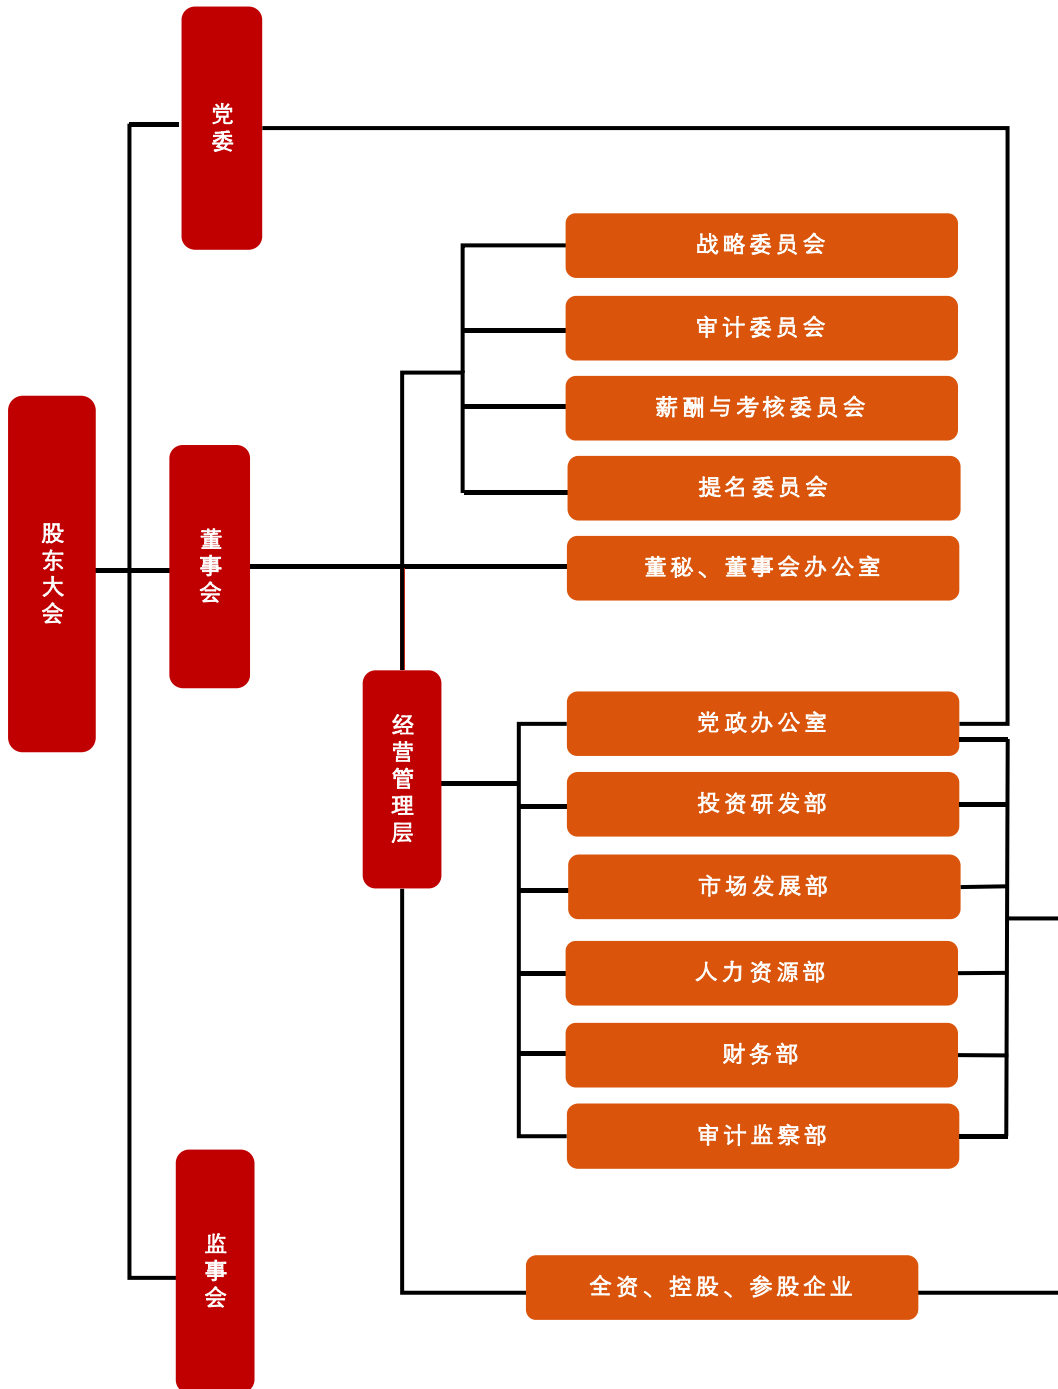 党委
战略委员会
审计委员会
薪酬与考核委员会
提名委员会
股东大会
董事会
董秘、董事会办公室
经营管理层
党政办公室
投资研发部
市场发展部
人力资源部
财务部
审计监察部
监事会
全资、控股、参股企业